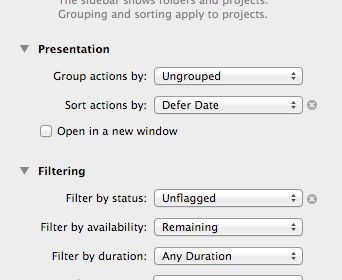 The sidebar shows folders and projects.
Grouping and sorting apply to projects.
Presentation
Group actions by: Ungrouped
Sort actions by: Defer Date
Open in a new window
Filtering
Filter by status: Unflagged
Filter by availability: Remaining
Filter by duration: Any Duration